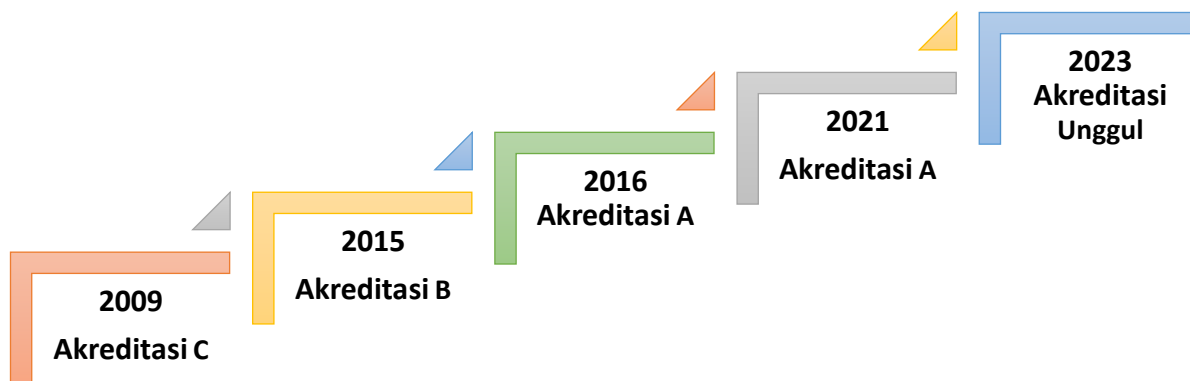 2009
Akreditasi C
2015
Akreditasi B
2016
Akreditasi A
2021
Akreditasi A
2023
Akreditasi
Unggul